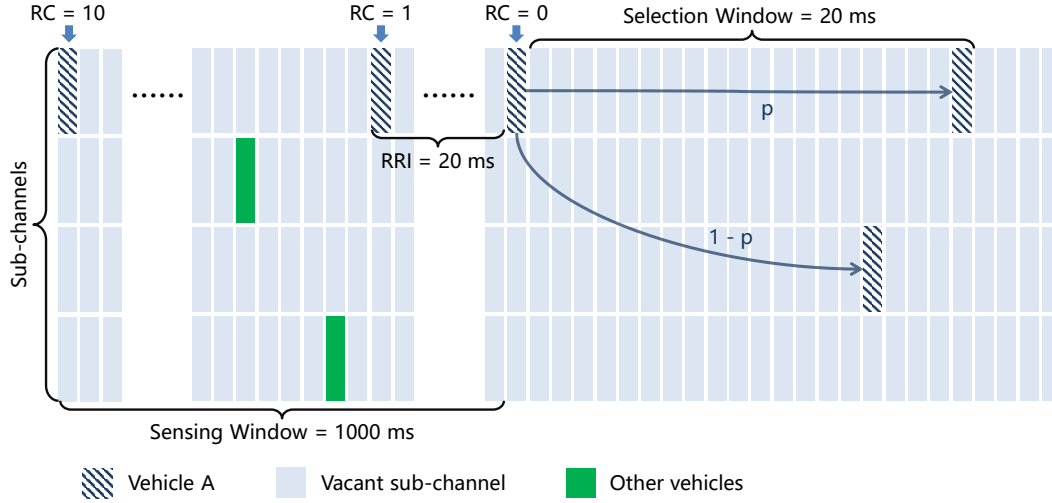 RC = 10
RC = 1
RC = 0
Selection Window = 20 ms
......
......
p
RRI = 20 ms
Sub-channels
1 - p
Sensing Window = 1000 ms
Vehicle A
Vacant sub-channel
Other vehicles